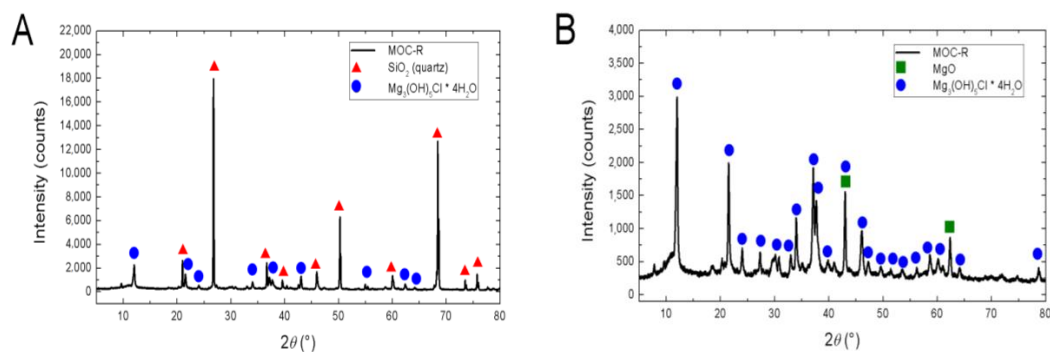 A
Intensity (counts)
22,000
20,000
18,000
16,000
14,000
12,000
10,000
8,000
6,000
4,000
2,000
0
MOC-R
SiO₂ (quartz)
Mg₃(OH)₅Cl * 4H₂O
10 20 30 40 50 60 70 80
2θ (°)
B
Intensity (counts)
4,000
3,500
3,000
2,500
2,000
1,500
1,000
500
0
MOC-R
MgO
Mg₃(OH)₅Cl * 4H₂O
10 20 30 40 50 60 70 80
2θ (°)